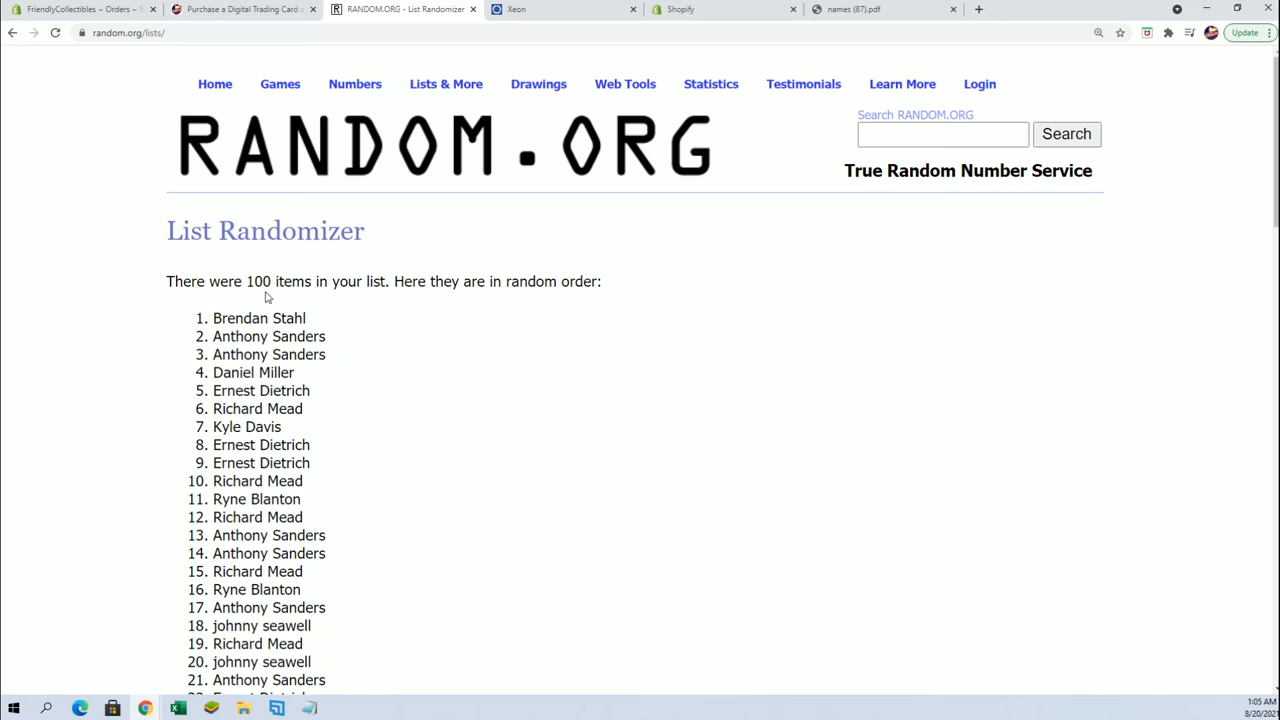 FriendlyCollectibles ~ Orders ~ S
Purchase a Digital Trading Card o
RANDOM.ORG - List Randomizer
Xeon
Shopify
names (87).pdf
random.org/lists/
Update
Home Games Numbers Lists & More Drawings Web Tools Statistics Testimonials Learn More Login
RANDOM.ORG
Search RANDOM.ORG
Search
True Random Number Service
List Randomizer
There were 100 items in your list. Here they are in random order:
1. Brendan Stahl
2. Anthony Sanders
3. Anthony Sanders
4. Daniel Miller
5. Ernest Dietrich
6. Richard Mead
7. Kyle Davis
8. Ernest Dietrich
9. Ernest Dietrich
10. Richard Mead
11. Ryne Blanton
12. Richard Mead
13. Anthony Sanders
14. Anthony Sanders
15. Richard Mead
16. Ryne Blanton
17. Anthony Sanders
18. johnny seawell
19. Richard Mead
20. johnny seawell
21. Anthony Sanders
22. Ernest Dietrich
1:05 AM
8/20/2021